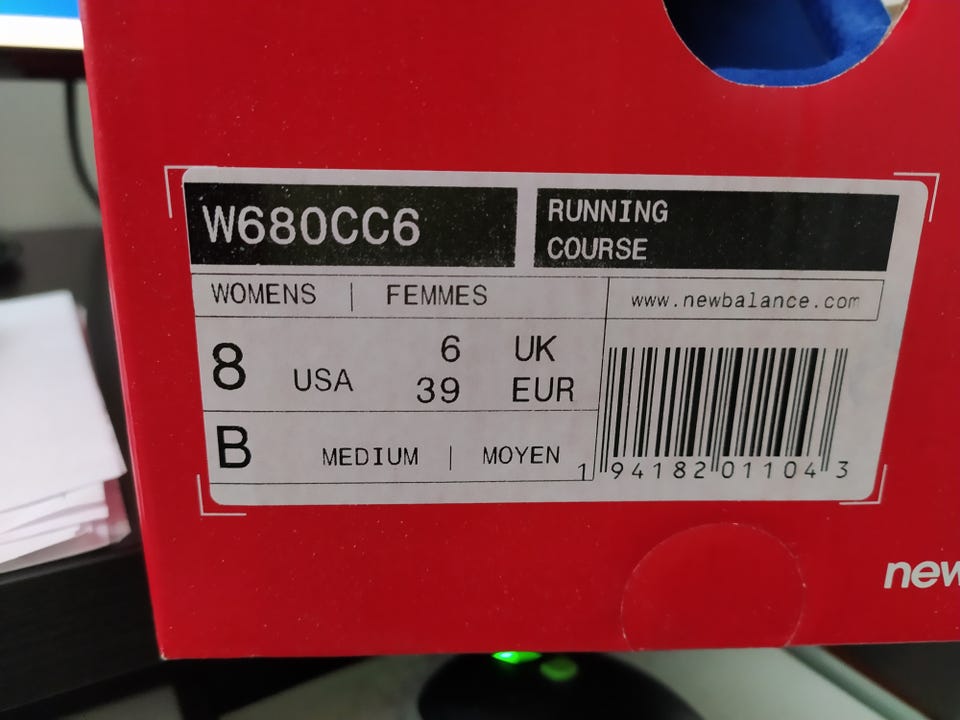 W680CC6
RUNNING
COURSE
WOMENS | FEMMES
www.newbalance.com
8 USA
6 UK
39 EUR
B MEDIUM | MOYEN
1 94182 01104 3
new